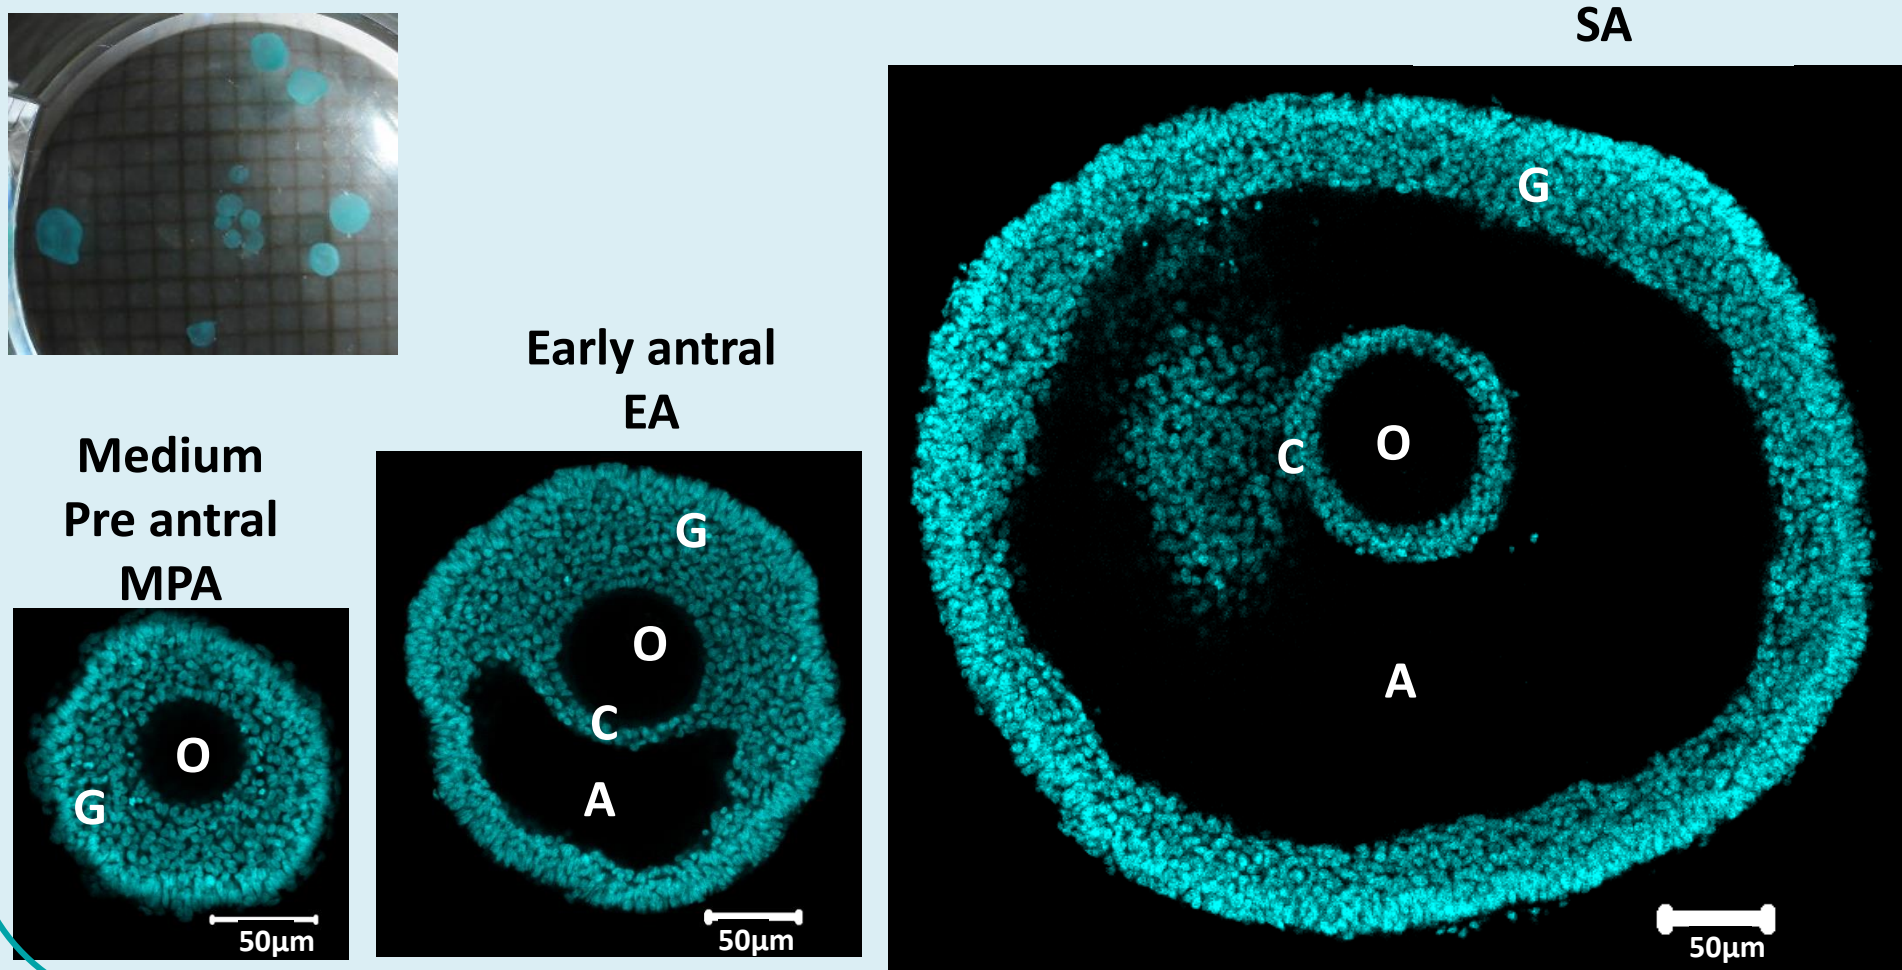 SA
G
C
O
A
50µm
Early antral
EA
G
O
C
A
50µm
Medium
Pre antral
MPA
O
G
50µm